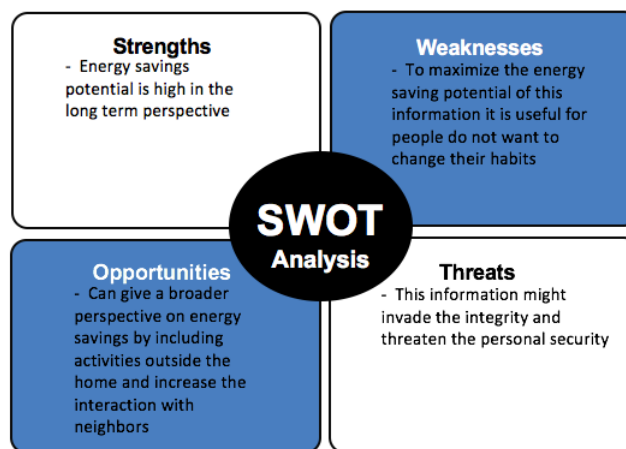 Strengths
- Energy savings
potential is high in the
long term perspective
Weaknesses
- To maximize the energy
saving potential of this
information it is useful for
people do not want to
change their habits
SWOT
Analysis
Opportunities
- Can give a broader
perspective on energy
savings by including
activities outside the
home and increase the
interaction with
neighbors
Threats
- This information might
invade the integrity and
threaten the personal
security